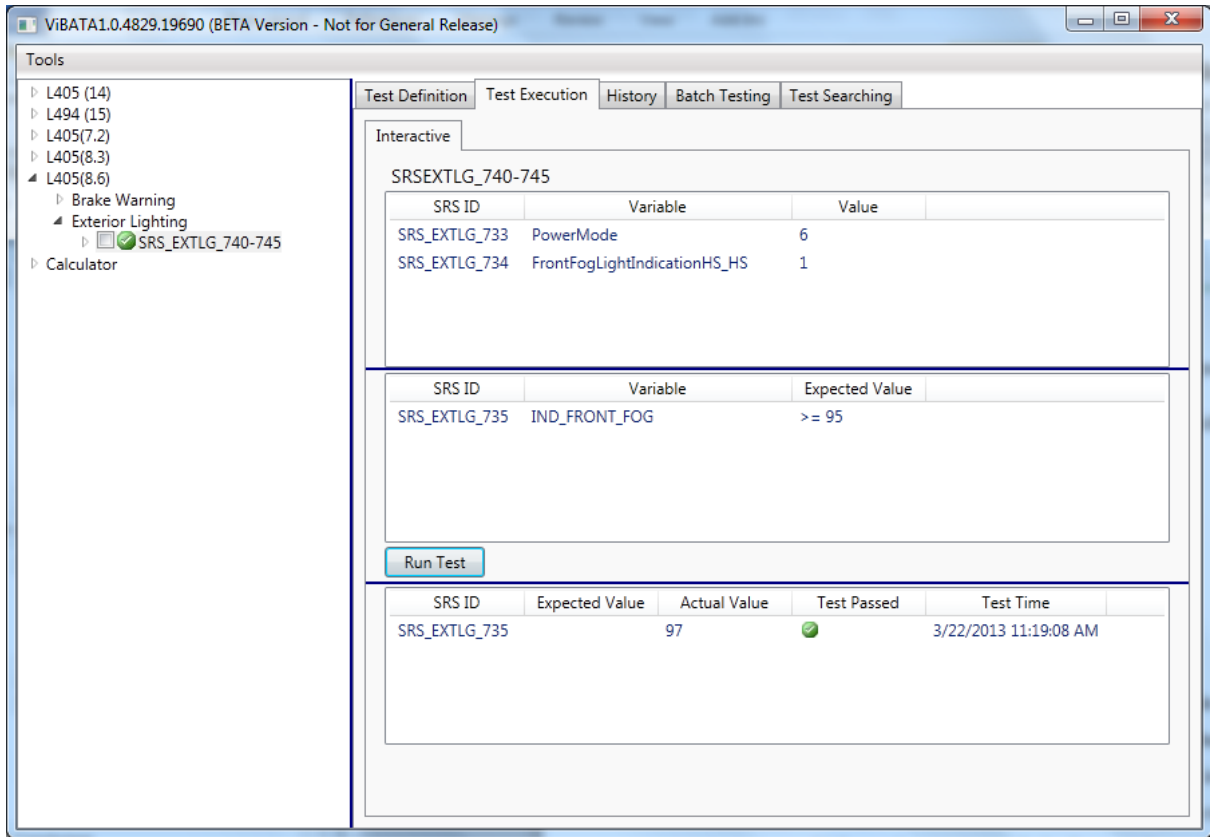 ViBATA1.0.4829.19690 (BETA Version - Not for General Release)
Tools
L405 (14)
L494 (15)
L405(7.2)
L405(8.3)
L405(8.6)
Brake Warning
Exterior Lighting
SRS_EXTLG_740-745
Calculator
Test Definition Test Execution History Batch Testing Test Searching
Interactive
SRSEXTLG_740-745
SRS ID Variable Value
SRS_EXTLG_733 PowerMode 6
SRS_EXTLG_734 FrontFogLightIndicationHS_HS 1
SRS ID Variable Expected Value
SRS_EXTLG_735 IND_FRONT_FOG >= 95
Run Test
SRS ID Expected Value Actual Value Test Passed Test Time
SRS_EXTLG_735 97 3/22/2013 11:19:08 AM